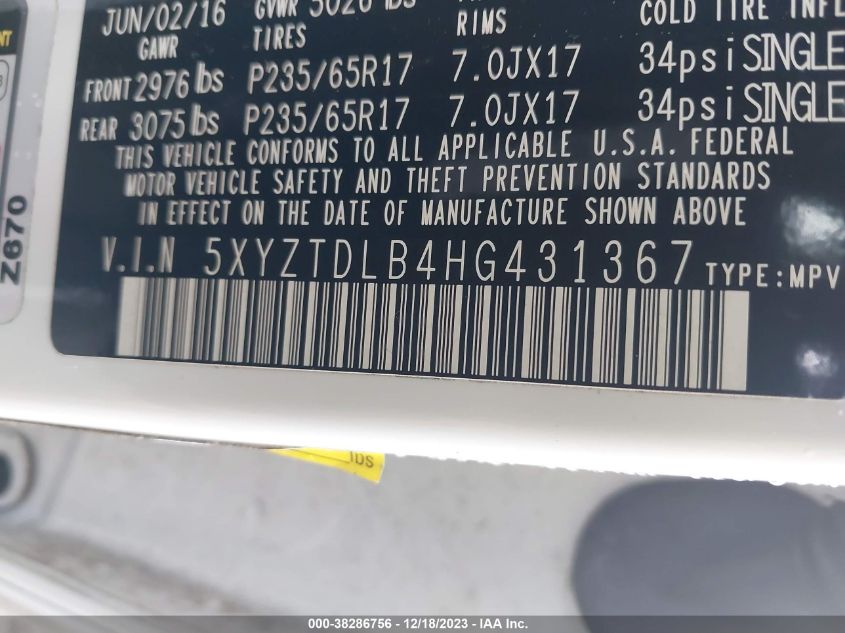 JUN/02/16 GVWR 5026 lbs
GAWR TIRES RIMS COLD TIRE INFL
FRONT 2976 lbs P235/65R17 7.0JX17 34psi SINGLE
REAR 3075 lbs P235/65R17 7.0JX17 34psi SINGLE
THIS VEHICLE CONFORMS TO ALL APPLICABLE U.S.A. FEDERAL
MOTOR VEHICLE SAFETY AND THEFT PREVENTION STANDARDS
IN EFFECT ON THE DATE OF MANUFACTURE SHOWN ABOVE
V.I.N 5XYZTDLB4HG431367 TYPE:MPV
Z670
IDS
000-38286756 - 12/18/2023 - IAA Inc.